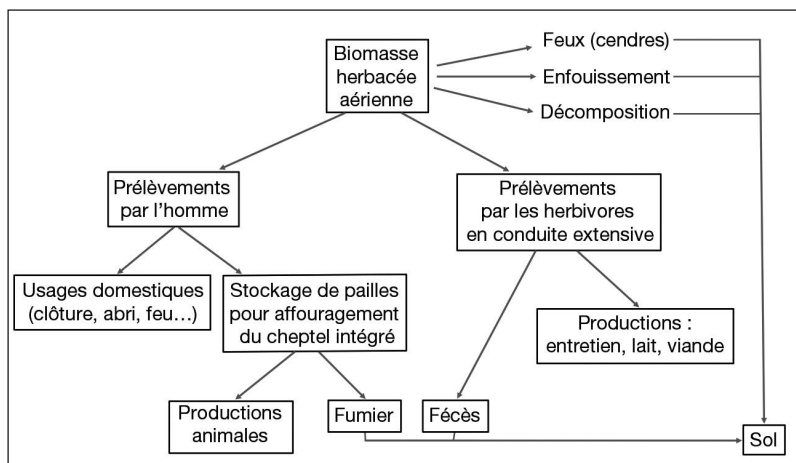 Biomasse
herbacée
aérienne
Feux (cendres)
Enfouissement
Décomposition
Prélèvements
par l'homme
Prélèvements
par les herbivores
en conduite extensive
Usages domestiques
(clôture, abri, feu...)
Stockage de pailles
pour affouragement
du cheptel intégré
Productions :
entretien, lait, viande
Productions
animales
Fumier
Fécès
Sol